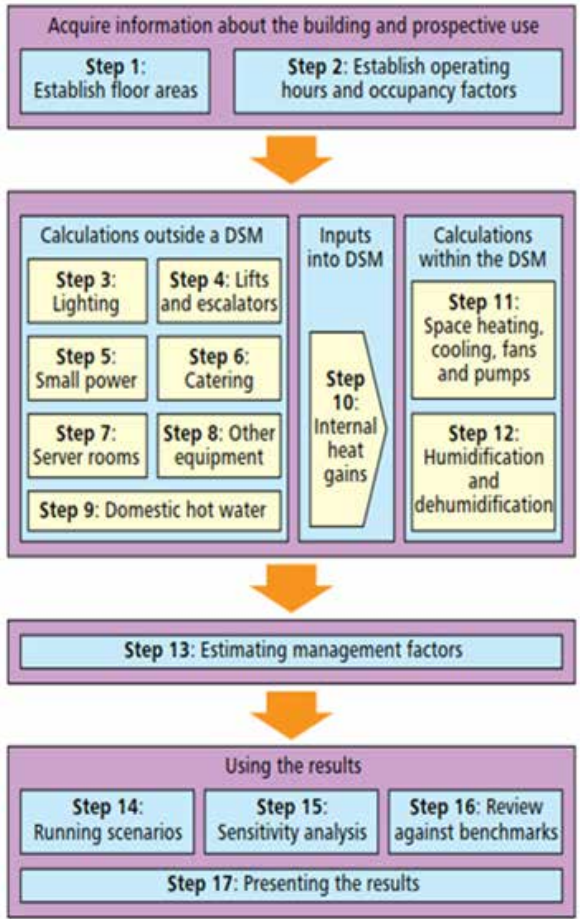 Acquire information about the building and prospective use
Step 1:
Establish floor areas
Step 2: Establish operating
hours and occupancy factors
Calculations outside a DSM
Step 3:
Lighting
Step 4: Lifts
and escalators
Step 5:
Small power
Step 6:
Catering
Step 7:
Server rooms
Step 8: Other
equipment
Step 9: Domestic hot water
Inputs
into DSM
Step
10:
Internal
heat
gains
Calculations
within the DSM
Step 11:
Space heating,
cooling, fans
and pumps
Step 12:
Humidification
and
dehumidification
Step 13: Estimating management factors
Using the results
Step 14:
Running scenarios
Step 15:
Sensitivity analysis
Step 16: Review
against benchmarks
Step 17: Presenting the results